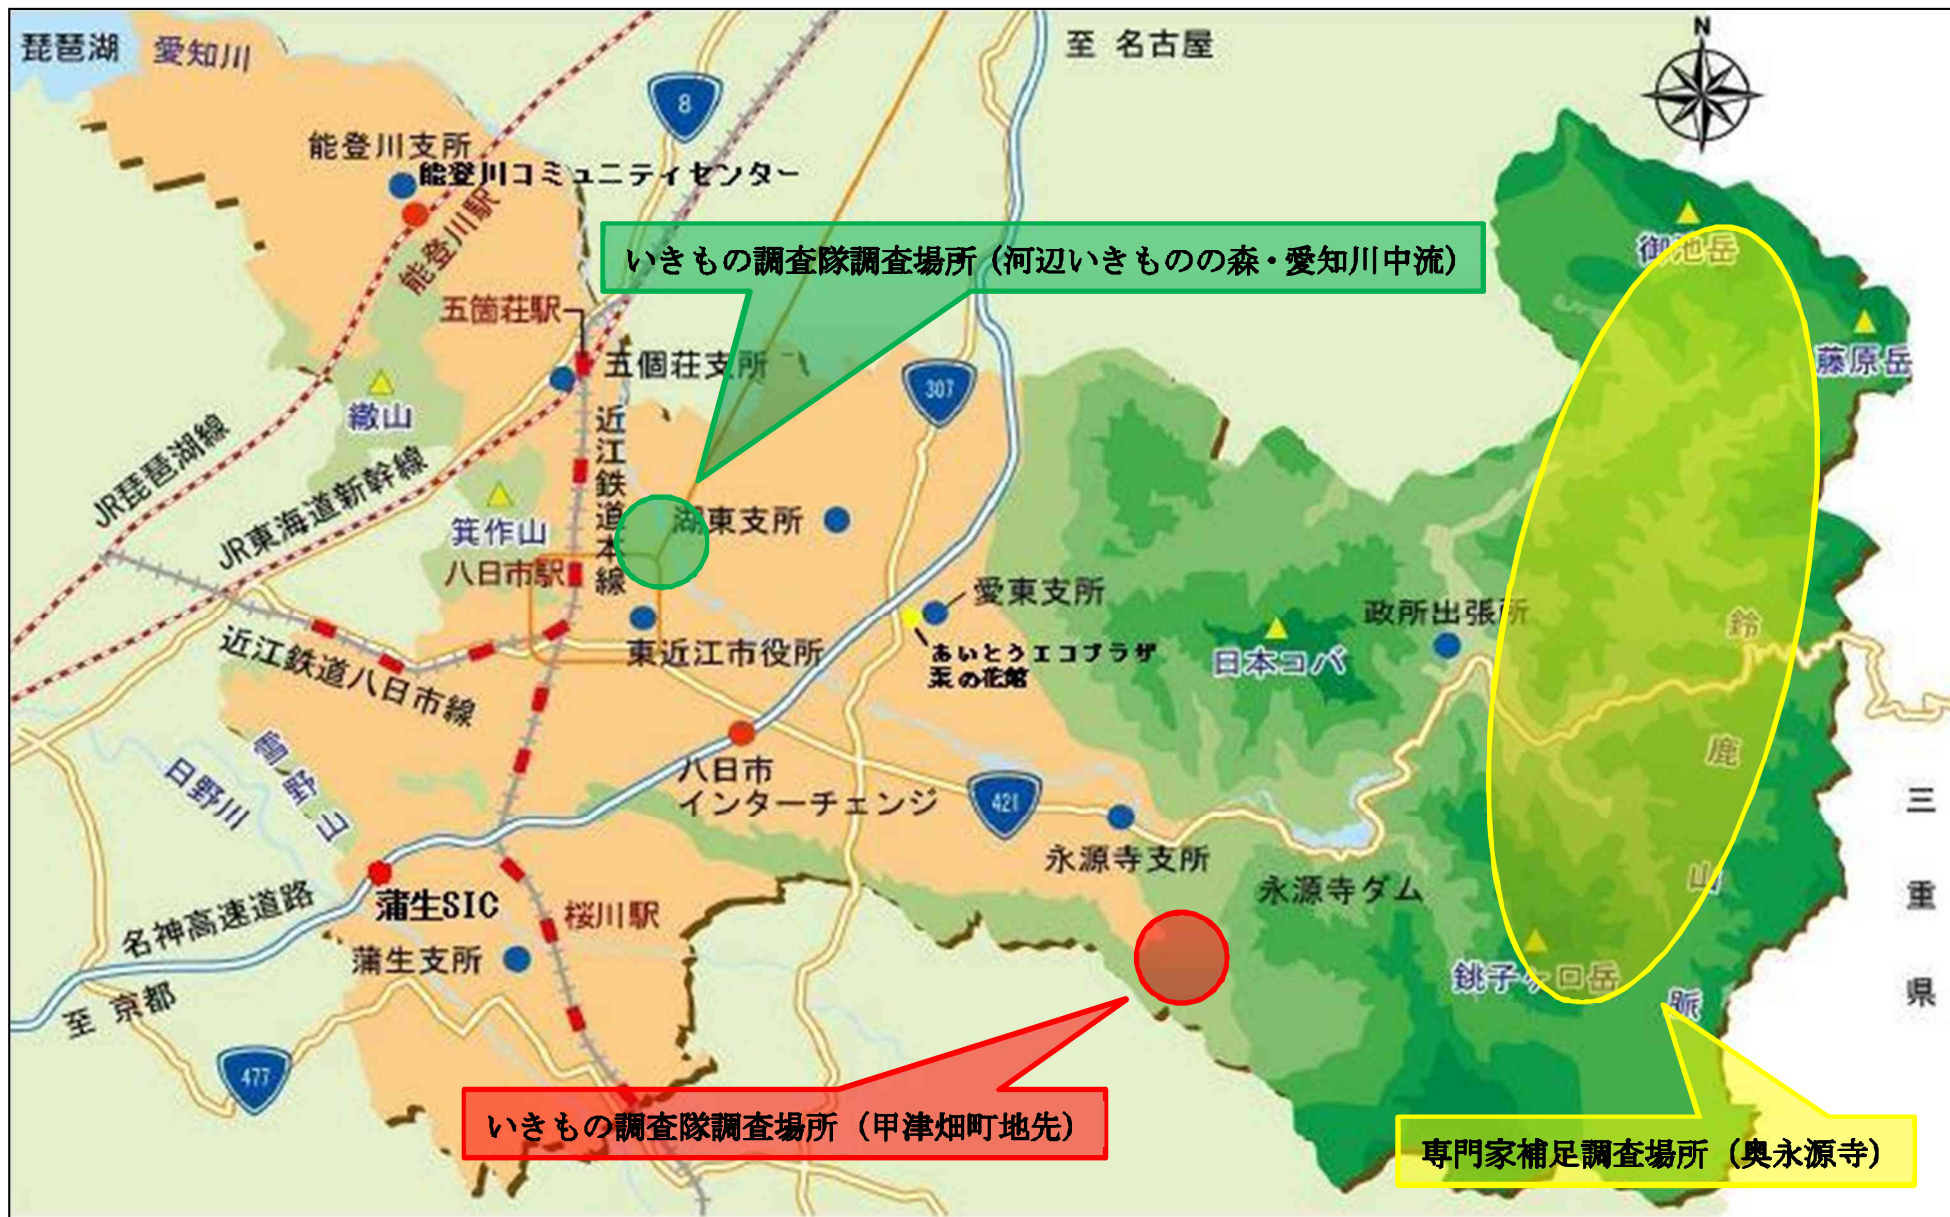 琵琶湖
愛知川
至 名古屋
N
8
能登川支所
能登川コミュニティセンター
能登川駅
御池岳
いきもの調査隊調査場所（河辺いきものの森・愛知川中流）
五箇荘駅
五個荘支所
藤原岳
307
繖山
近江鉄道本線
JR琵琶湖線
JR東海道新幹線
箕作山
湖東支所
八日市駅
愛東支所
政所出張所
鈴鹿山脈
東近江市役所
あいとうエコプラザ
菜の花館
日本コバ
近江鉄道八日市線
雪野山
日野川
八日市
インターチェンジ
421
三重県
永源寺支所
永源寺ダム
蒲生SIC
桜川駅
名神高速道路
蒲生支所
銚子ヶ口岳
至 京都
477
いきもの調査隊調査場所（甲津畑町地先）
専門家補足調査場所（奥永源寺）